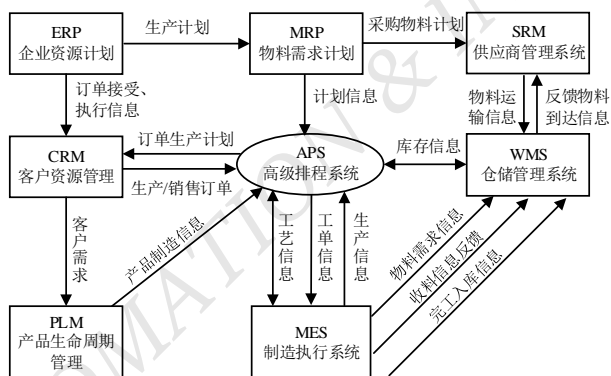 ERP
企业资源计划
生产计划
MRP
物料需求计划
采购物料计划
SRM
供应商管理系统
订单接受、
执行信息
计划信息
物料运
输信息
反馈物料
到达信息
CRM
客户资源管理
订单生产计划
生产/销售订单
APS
高级排程系统
库存信息
WMS
仓储管理系统
客户需求
产品制造信息
工艺信息
工单信息
生产信息
物料需求信息
收料信息反馈
完工入库信息
PLM
产品生命周期
管理
MES
制造执行系统
OMATION & IN